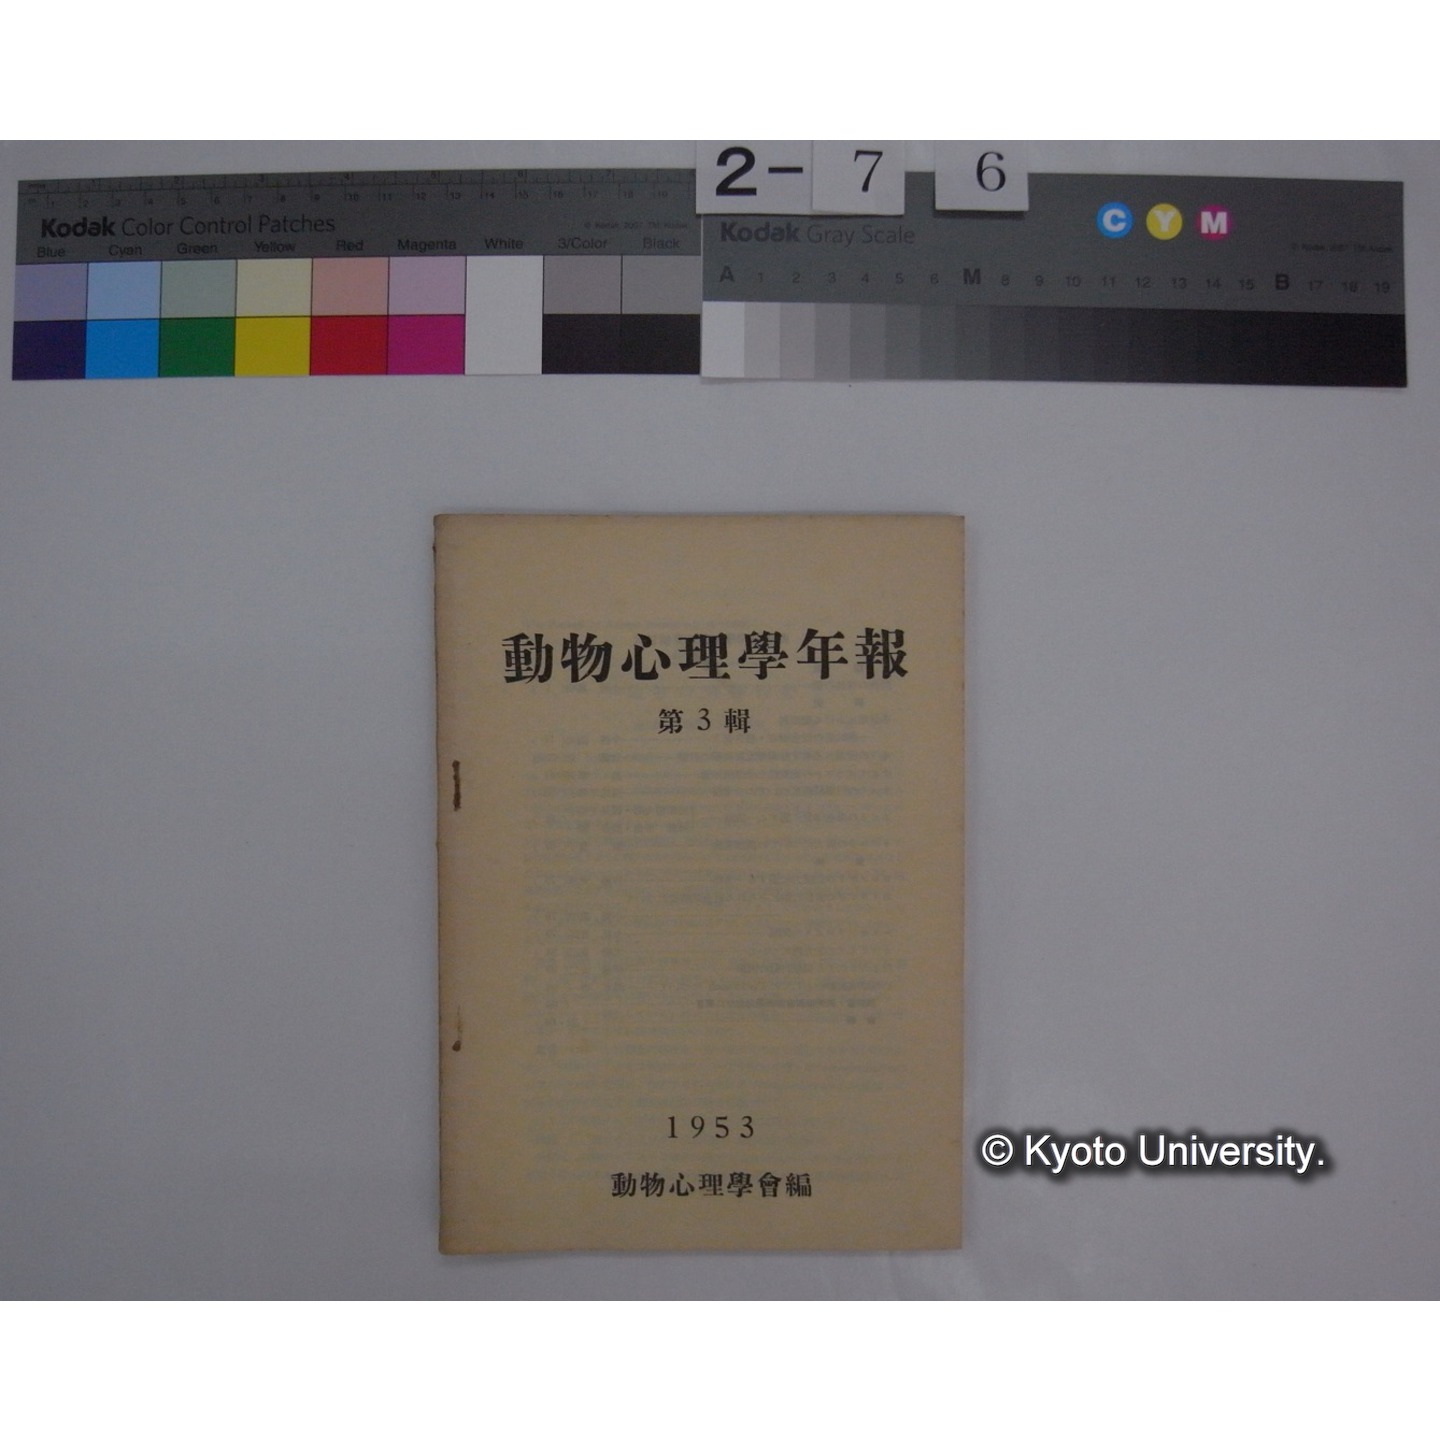 2- 7 6
Kodak Color Control Patches
Blue Cyan Green Yellow Red Magenta White 3/Color Black
Kodak Gray Scale
C Y M
A 1 2 3 4 5 6 M 8 9 10 11 12 13 14 15 B 17 18 19
動物心理學年報
第3輯
1953
動物心理學會編
© Kyoto University.